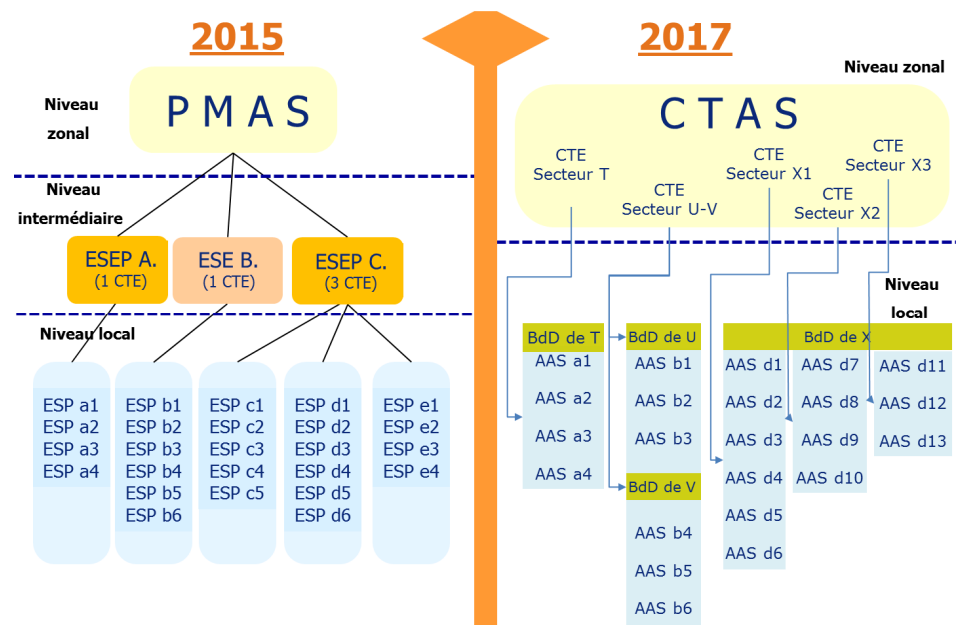 2015
Niveau
zonal
P M A S
Niveau
intermédiaire
ESEP A.
(1 CTE)
ESE B.
(1 CTE)
ESEP C.
(3 CTE)
Niveau local
ESP a1
ESP a2
ESP a3
ESP a4
ESP b1
ESP b2
ESP b3
ESP b4
ESP b5
ESP b6
ESP c1
ESP c2
ESP c3
ESP c4
ESP c5
ESP d1
ESP d2
ESP d3
ESP d4
ESP d5
ESP d6
ESP e1
ESP e2
ESP e3
ESP e4
2017
Niveau zonal
C T A S
CTE
Secteur T
CTE
Secteur U-V
CTE
Secteur X1
CTE
Secteur X2
CTE
Secteur X3
Niveau
local
BdD de T
AAS a1
AAS a2
AAS a3
AAS a4
BdD de U
AAS b1
AAS b2
AAS b3
BdD de V
AAS b4
AAS b5
AAS b6
BdD de X
AAS d1
AAS d2
AAS d3
AAS d4
AAS d5
AAS d6
AAS d7
AAS d8
AAS d9
AAS d10
AAS d11
AAS d12
AAS d13